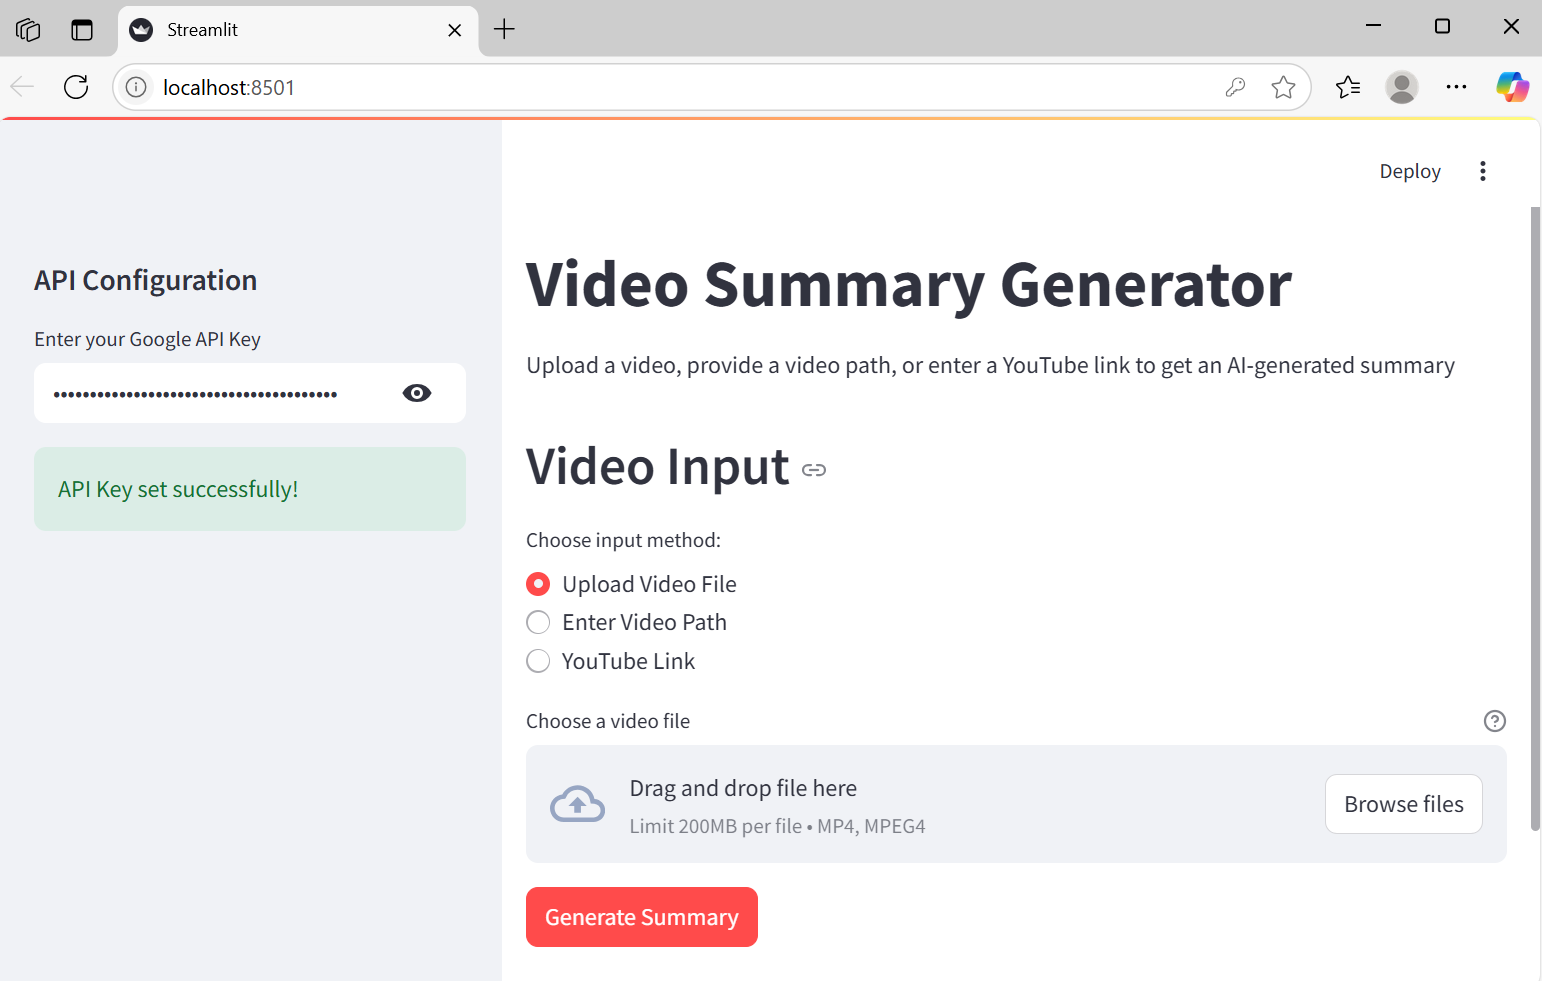 Streamlit
localhost:8501
Deploy
API Configuration
Enter your Google API Key
••••••••••••••••••••••••••••••••••••••
API Key set successfully!
Video Summary Generator
Upload a video, provide a video path, or enter a YouTube link to get an AI-generated summary
Video Input
Choose input method:
Upload Video File
Enter Video Path
YouTube Link
Choose a video file
Drag and drop file here
Limit 200MB per file • MP4, MPEG4
Browse files
Generate Summary